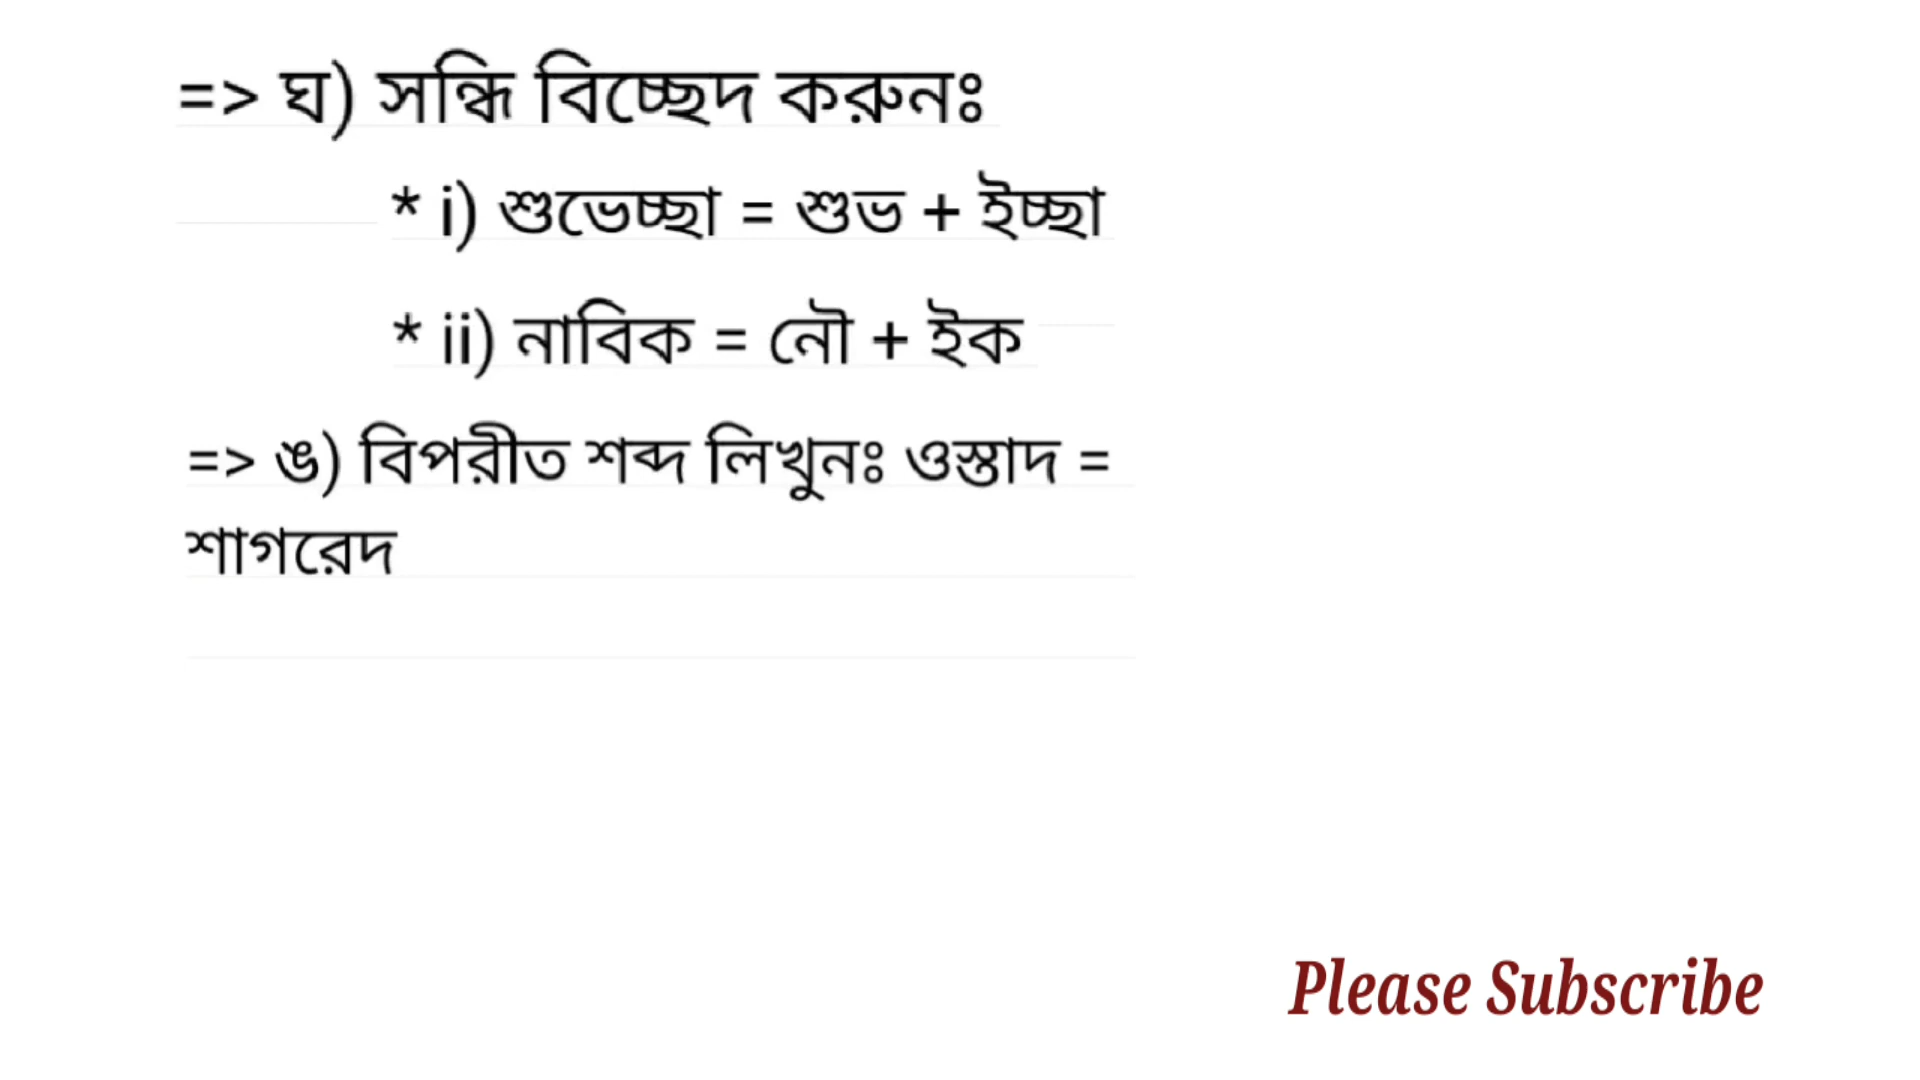 => ঘ) সন্ধি বিচ্ছেদ করুনঃ
* i) শুভেচ্ছা = শুভ + ইচ্ছা
* ii) নাবিক = নৌ + ইক
=> ঙ) বিপরীত শব্দ লিখুনঃ ওস্তাদ =
শাগরেদ
Please Subscribe